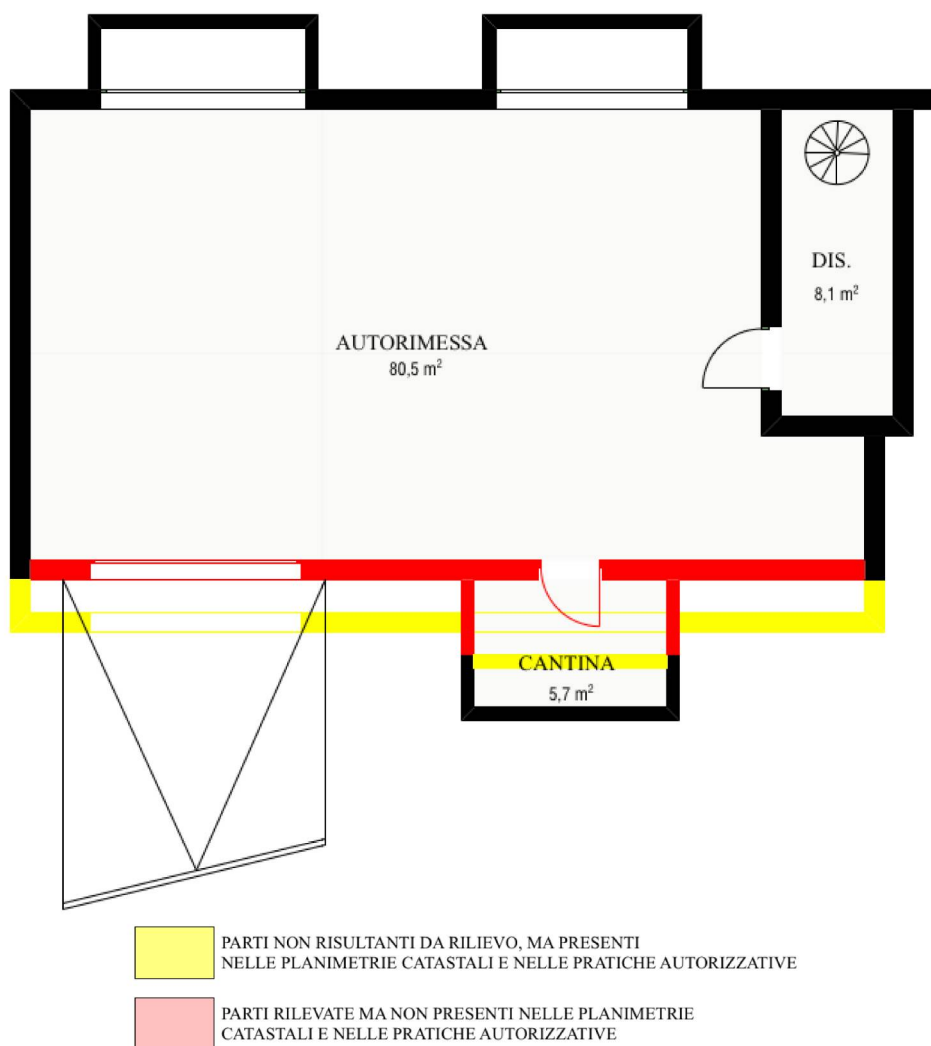 DIS.
8,1 m²
AUTORIMESSA
80,5 m²
CANTINA
5,7 m²
PARTI NON RISULTANTI DA RILIEVO, MA PRESENTI
NELLE PLANIMETRIE CATASTALI E NELLE PRATICHE AUTORIZZATIVE
PARTI RILEVATE MA NON PRESENTI NELLE PLANIMETRIE
CATASTALI E NELLE PRATICHE AUTORIZZATIVE